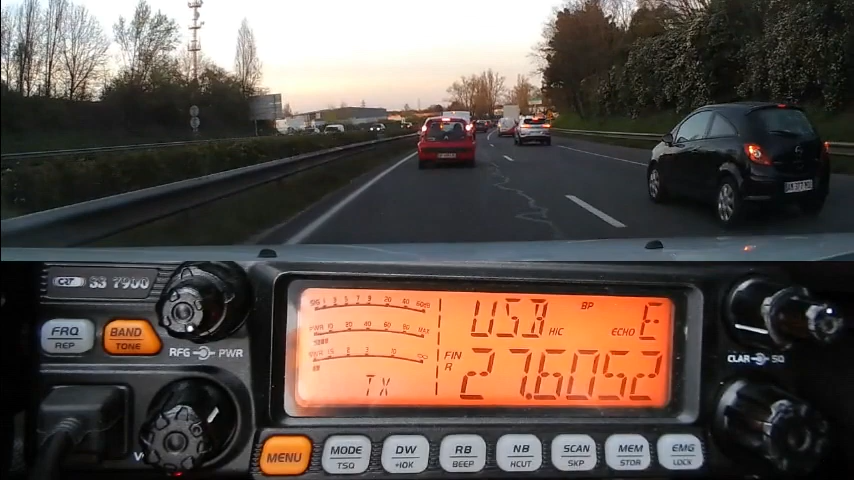 CRT SS 7900
FRQ
REP
BAND
TONE
RFG PWR
USB HIC BP ECHO E
FIN
R
27.6052
TX
CLAR SQ
MENU
MODE
TSQ
DW
+10K
RB
BEEP
NB
HCUT
SCAN
SKP
MEM
STOR
EMG
LOCK